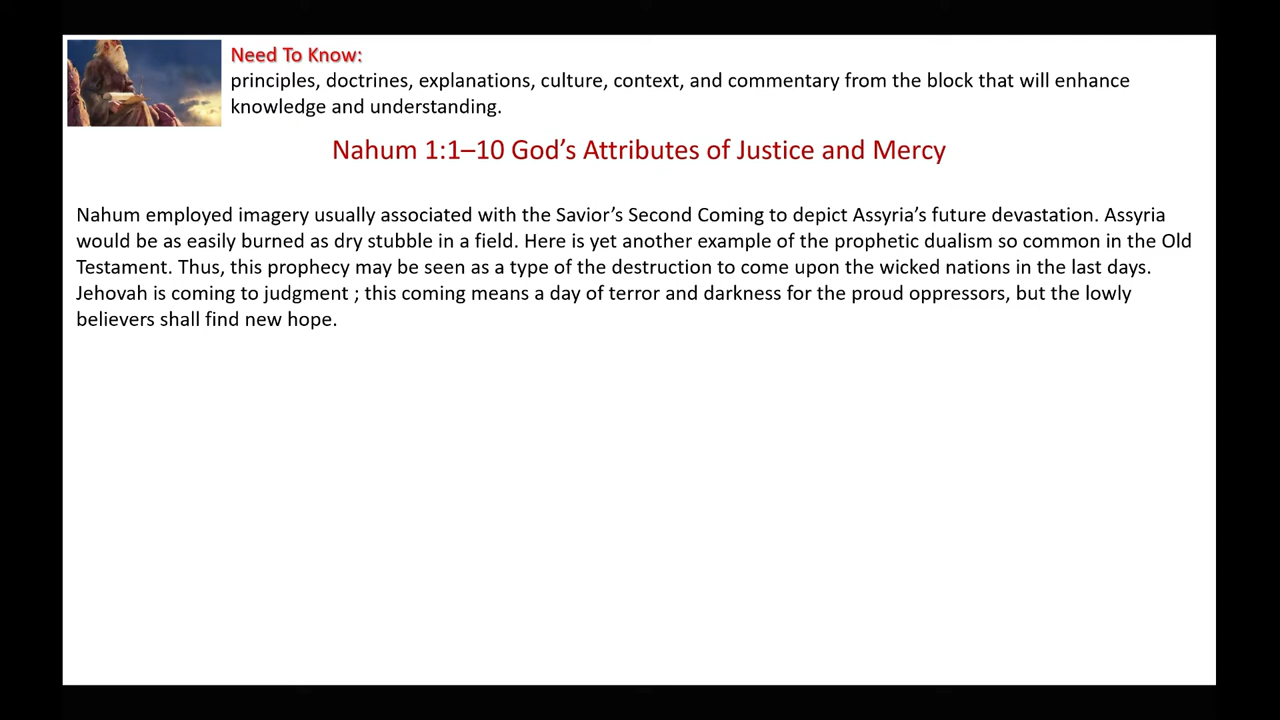 Need To Know:
principles, doctrines, explanations, culture, context, and commentary from the block that will enhance
knowledge and understanding.
Nahum 1:1–10 God’s Attributes of Justice and Mercy
Nahum employed imagery usually associated with the Savior’s Second Coming to depict Assyria’s future devastation. Assyria
would be as easily burned as dry stubble in a field. Here is yet another example of the prophetic dualism so common in the Old
Testament. Thus, this prophecy may be seen as a type of the destruction to come upon the wicked nations in the last days.
Jehovah is coming to judgment ; this coming means a day of terror and darkness for the proud oppressors, but the lowly
believers shall find new hope.